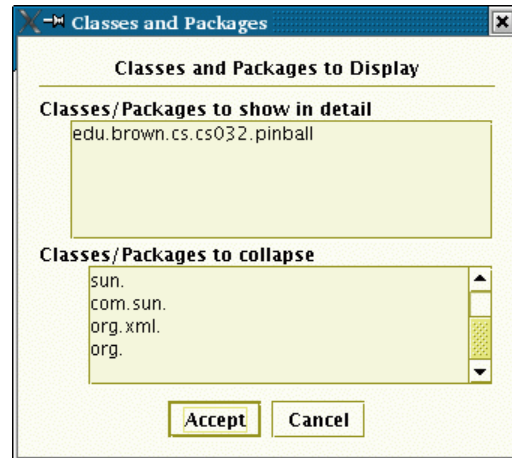 Classes and Packages
Classes and Packages to Display
Classes/Packages to show in detail
edu.brown.cs.cs032.pinball
Classes/Packages to collapse
sun.
com.sun.
org.xml.
org.
Accept Cancel